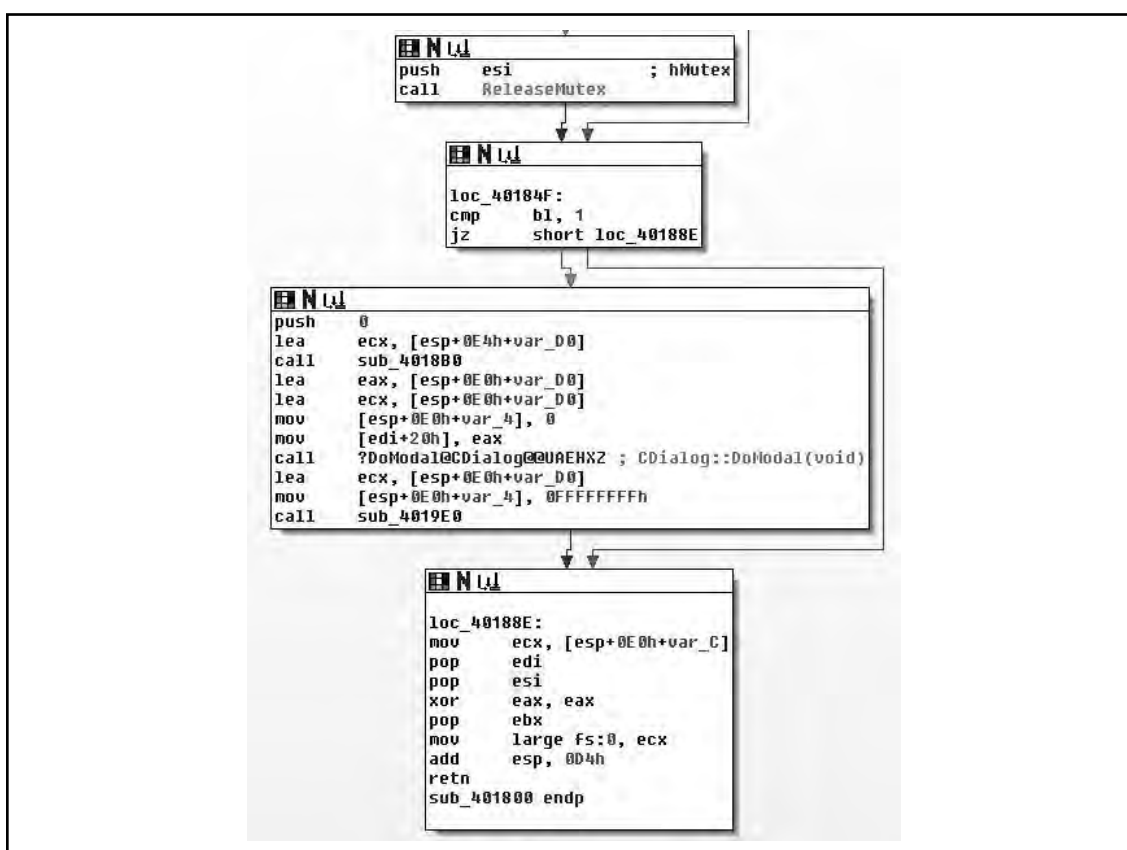 push esi ; hMutex
call ReleaseMutex
loc_40184F:
cmp bl, 1
jz short loc_40188E
push 0
lea ecx, [esp+0E4h+var_D0]
call sub_4018B0
lea eax, [esp+0E0h+var_D0]
lea ecx, [esp+0E0h+var_D0]
mov [esp+0E0h+var_4], 0
mov [edi+20h], eax
call ?DoModal@CDialog@@UAEHXZ ; CDialog::DoModal(void)
lea ecx, [esp+0E0h+var_D0]
mov [esp+0E0h+var_4], 0FFFFFFFFh
call sub_4019E0
loc_40188E:
mov ecx, [esp+0E0h+var_C]
pop edi
pop esi
xor eax, eax
pop ebx
mov large fs:0, ecx
add esp, 0D4h
retn
sub_401800 endp